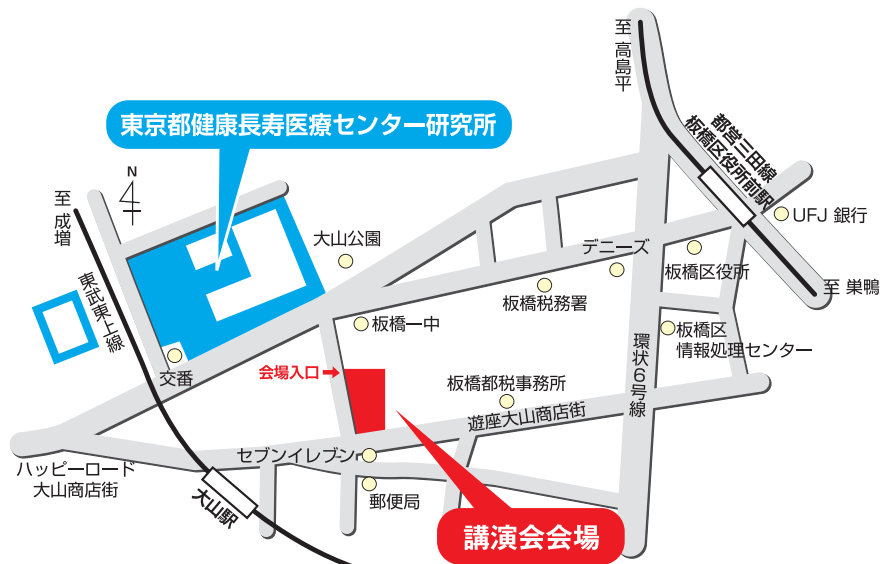 至 高島平
東京都健康長寿医療センター研究所
都営三田線
板橋区役所前駅
N
至 成増
UFJ 銀行
大山公園
デニーズ
板橋区役所
至 巣鴨
東武東上線
板橋税務署
板橋一中
板橋区
情報処理センター
環状6号線
交番
会場入口
板橋都税事務所
遊座大山商店街
セブンイレブン
ハッピーロード
大山商店街
郵便局
大山駅
講演会会場